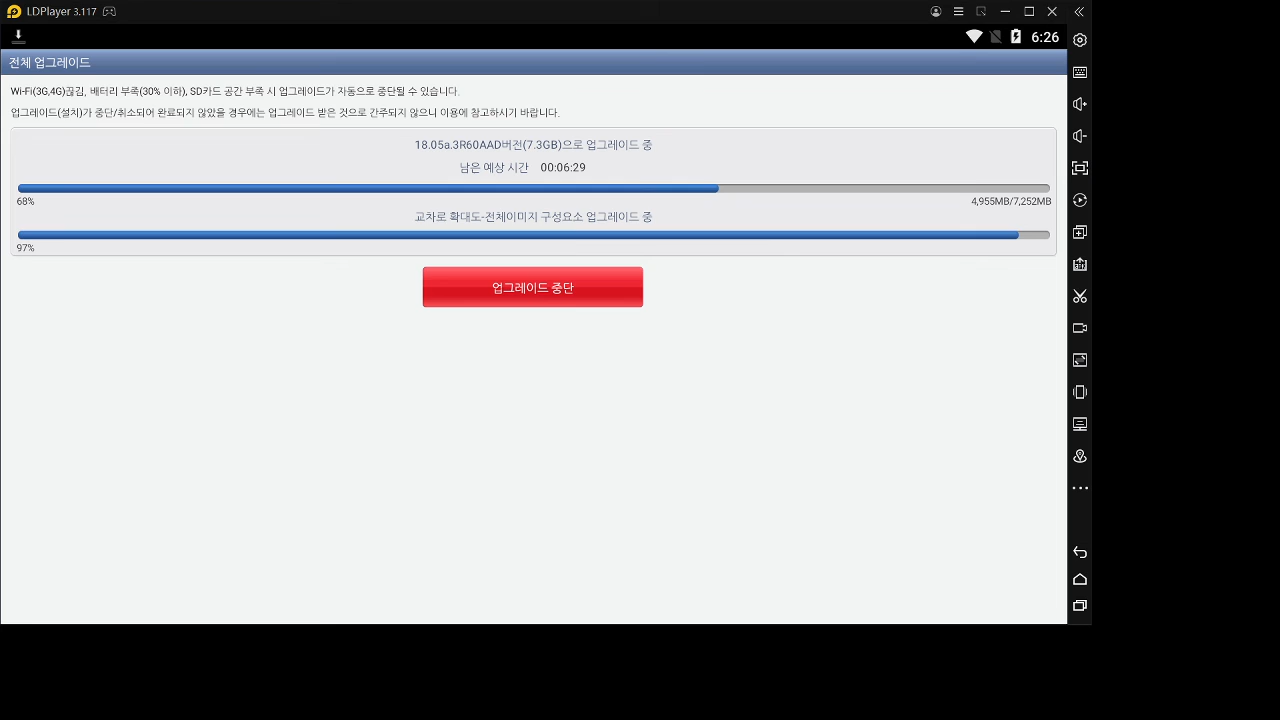 LDPlayer 3.117
6:26
전체 업그레이드
Wi-Fi(3G,4G)끊김, 배터리 부족(30% 이하), SD카드 공간 부족 시 업그레이드가 자동으로 중단될 수 있습니다.
업그레이드(설치)가 중단/취소되어 완료되지 않았을 경우에는 업그레이드 받은 것으로 간주되지 않으니 이용에 참고하시기 바랍니다.
18.05a.3R60AAD버전(7.3GB)으로 업그레이드 중
남은 예상 시간 00:06:29
68% 4,955MB/7,252MB
교차로 확대도-전체이미지 구성요소 업그레이드 중
97%
업그레이드 중단